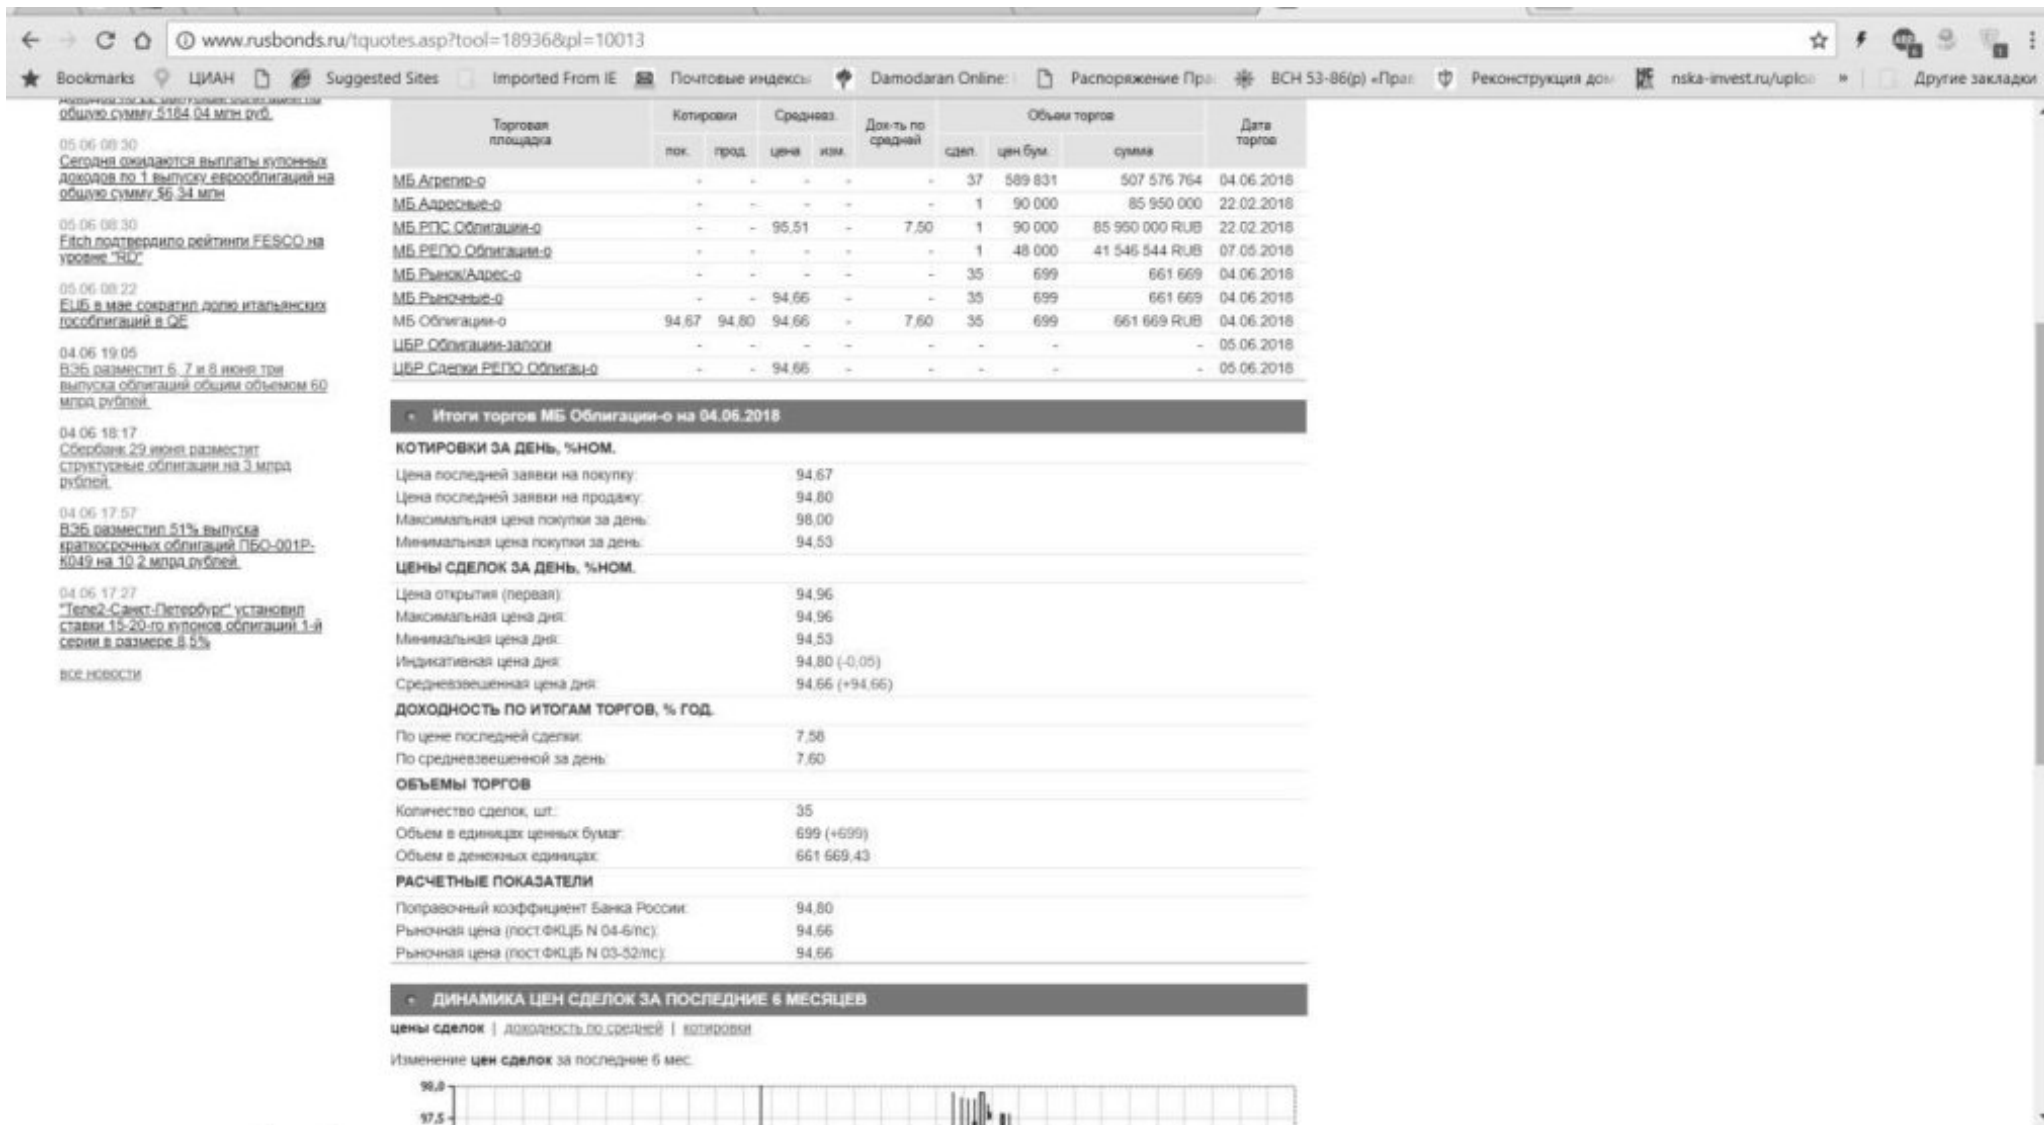 www.rusbonds.ru/tquotes.asp?tool=18936&pl=10013
Bookmarks ЦИАН Suggested Sites Imported From IE Почтовые индексы Damodaran Online: Распоряжение Пра ВСН 53-86(р) «Прав Реконструкция дом nska-invest.ru/uploa » Другие закладки
общую сумму 5184,04 млн руб.
05.06 08:30
Сегодня ожидаются выплаты купонных
доходов по 1 выпуску еврооблигаций на
общую сумму $6,34 млн
05.06 08:30
Fitch подтвердило рейтинги FESCO на
уровне "RD"
05.06 08:22
ЕЦБ в мае сократил долю итальянских
гособлигаций в QE
04.06 19:05
ВЭБ разместит 6, 7 и 8 июня три
выпуска облигаций общим объемом 60
млрд рублей.
04.06 18:17
Сбербанк 29 июня разместит
структурные облигации на 3 млрд
рублей.
04.06 17:57
ВЭБ разместил 51% выпуска
краткосрочных облигаций ПБО-001Р-
К049 на 10,2 млрд рублей.
04.06 17:27
"Теле2-Санкт-Петербург" установил
ставки 15-20-го купонов облигаций 1-й
серии в размере 8,5%
все новости
Торговая площадка Котировки Средневз. Дох-ть по средней Объем торгов Дата торгов
пок. прод. цена изм. сдел. цен.бум. сумма
МБ Агрегир-о - - - - - 37 589 831 507 576 764 04.06.2018
МБ Адресные-о - - - - - 1 90 000 85 950 000 22.02.2018
МБ РПС Облигации-о - - 95,51 - 7,50 1 90 000 85 950 000 RUB 22.02.2018
МБ РЕПО Облигации-о - - - - - 1 48 000 41 546 544 RUB 07.05.2018
МБ Рынок/Адрес-о - - - - - 35 699 661 669 04.06.2018
МБ Рыночные-о - - 94,66 - - 35 699 661 669 04.06.2018
МБ Облигации-о 94,67 94,80 94,66 - 7,60 35 699 661 669 RUB 04.06.2018
ЦБР Облигации-залоги - - - - - - - - 05.06.2018
ЦБР Сделки РЕПО Облигац-о - - 94,66 - - - - - 05.06.2018
Итоги торгов МБ Облигации-о на 04.06.2018
КОТИРОВКИ ЗА ДЕНЬ, %НОМ.
Цена последней заявки на покупку: 94,67
Цена последней заявки на продажу: 94,80
Максимальная цена покупки за день: 98,00
Минимальная цена покупки за день: 94,53
ЦЕНЫ СДЕЛОК ЗА ДЕНЬ, %НОМ.
Цена открытия (первая): 94,96
Максимальная цена дня: 94,96
Минимальная цена дня: 94,53
Индикативная цена дня: 94,80 (-0,05)
Средневзвешенная цена дня: 94,66 (+94,66)
ДОХОДНОСТЬ ПО ИТОГАМ ТОРГОВ, % ГОД.
По цене последней сделки: 7,58
По средневзвешенной за день: 7,60
ОБЪЕМЫ ТОРГОВ
Количество сделок, шт.: 35
Объем в единицах ценных бумаг: 699 (+699)
Объем в денежных единицах: 661 669,43
РАСЧЕТНЫЕ ПОКАЗАТЕЛИ
Поправочный коэффициент Банка России: 94,80
Рыночная цена (пост.ФКЦБ N 04-6/пс): 94,66
Рыночная цена (пост.ФКЦБ N 03-52/пс): 94,66
ДИНАМИКА ЦЕН СДЕЛОК ЗА ПОСЛЕДНИЕ 6 МЕСЯЦЕВ
цены сделок | доходность по средней | котировки
Изменение цен сделок за последние 6 мес.
98,0
97,5